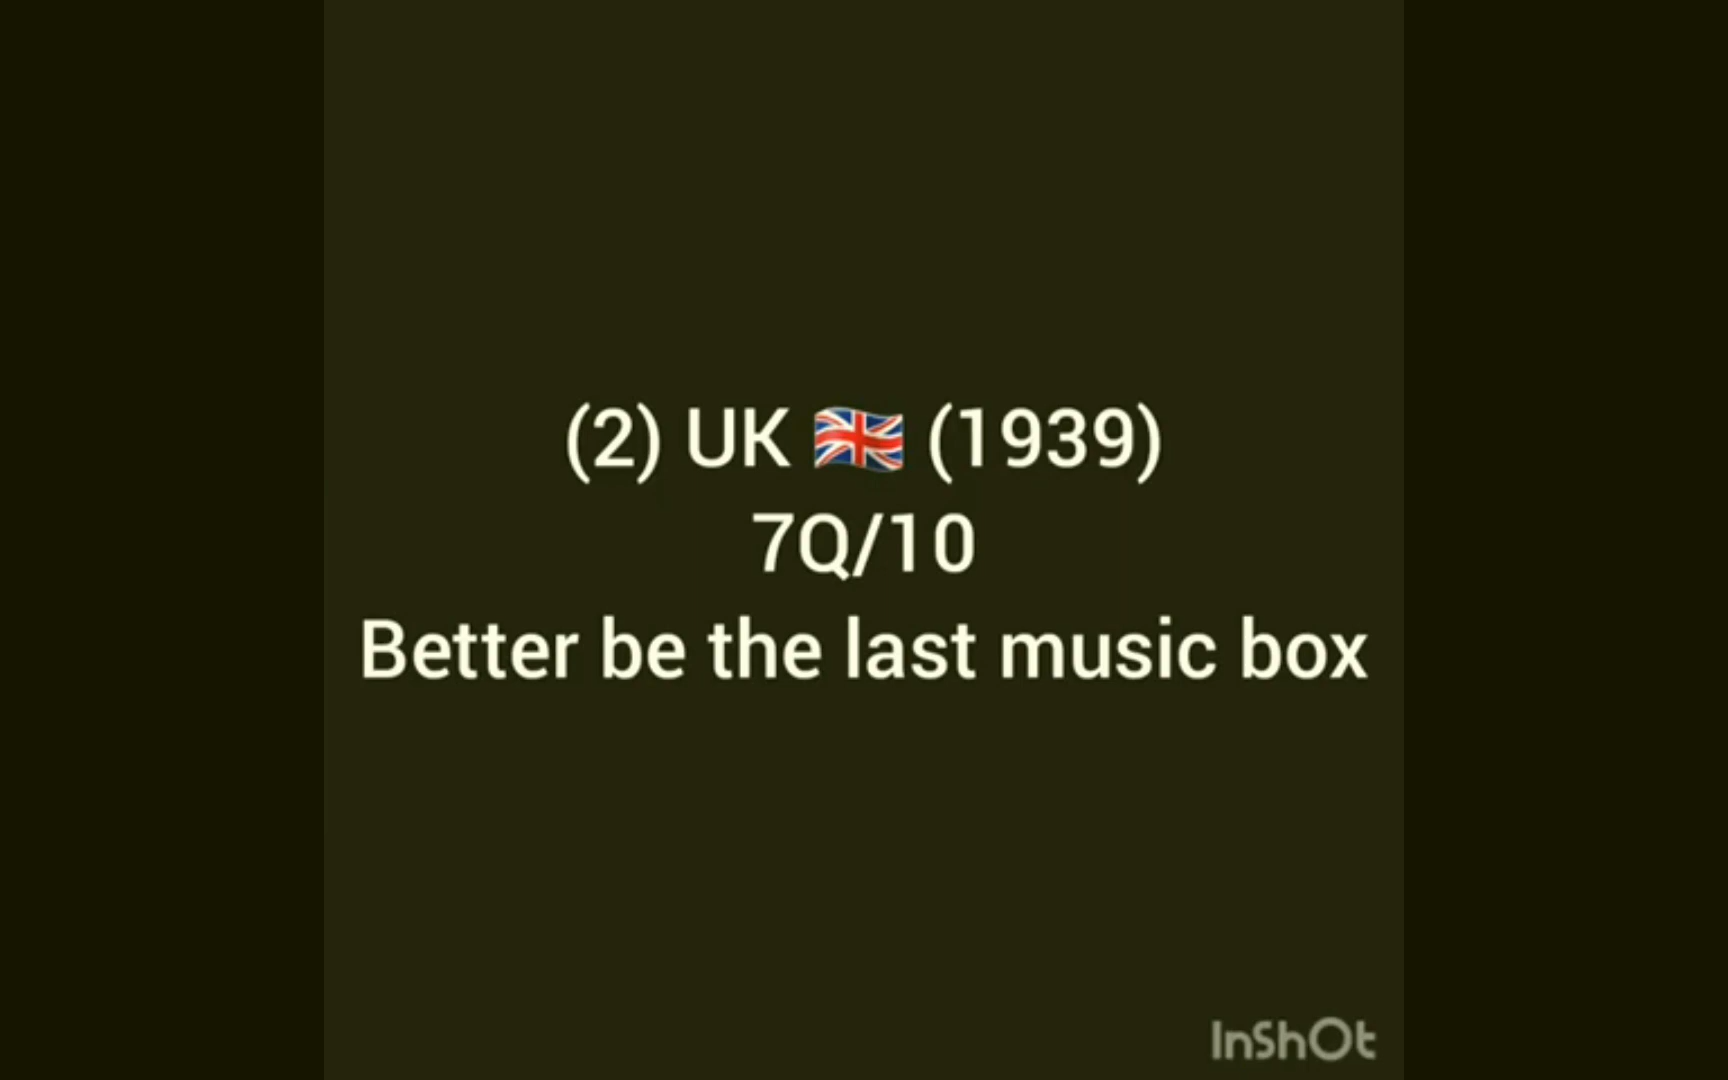 (2) UK 🇬🇧 (1939)
7Q/10
Better be the last music box
InShOt